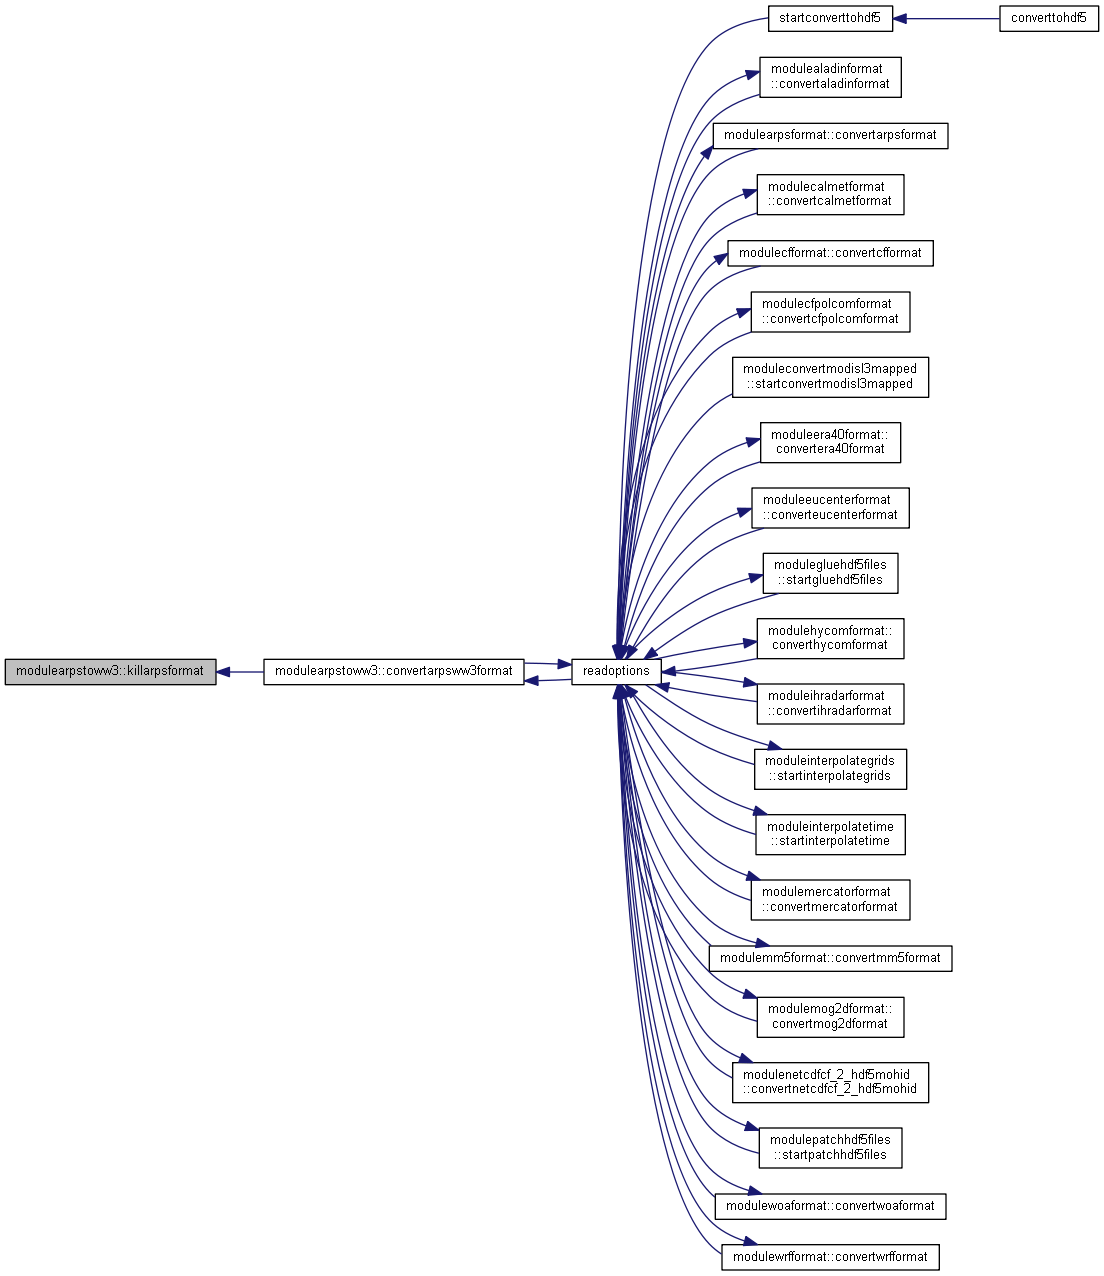 startconverttohdf5
converttohdf5
modulealadinformat
::convertaladinformat
modulearpsformat::convertarpsformat
modulecalmetformat
::convertcalmetformat
modulecfformat::convertcfformat
modulecfpolcomformat
::convertcfpolcomformat
moduleconvertmodisl3mapped
::startconvertmodisl3mapped
moduleera40format::
convertera40format
moduleeucenterformat
::converteucenterformat
modulegluehdf5files
::startgluehdf5files
modulehycomformat::
converthycomformat
modulearpstoww3::killarpsformat
modulearpstoww3::convertarpsww3format
readoptions
moduleihradarformat
::convertihradarformat
moduleinterpolategrids
::startinterpolategrids
moduleinterpolatetime
::startinterpolatetime
modulemercatorformat
::convertmercatorformat
modulemm5format::convertmm5format
modulemog2dformat::
convertmog2dformat
modulenetcdfcf_2_hdf5mohid
::convertnetcdfcf_2_hdf5mohid
modulepatchhdf5files
::startpatchhdf5files
modulewoaformat::convertwoaformat
modulewrfformat::convertwrfformat